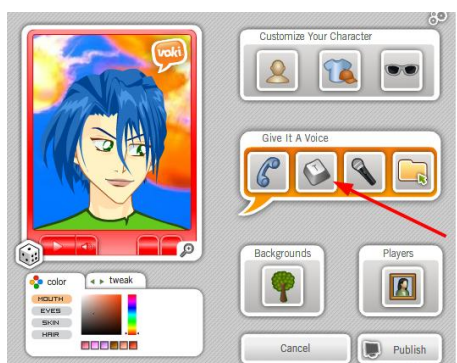 Customize Your Character
voki
Give It A Voice
Backgrounds
Players
color
tweak
MOUTH
EYES
SKIN
HAIR
Cancel
Publish